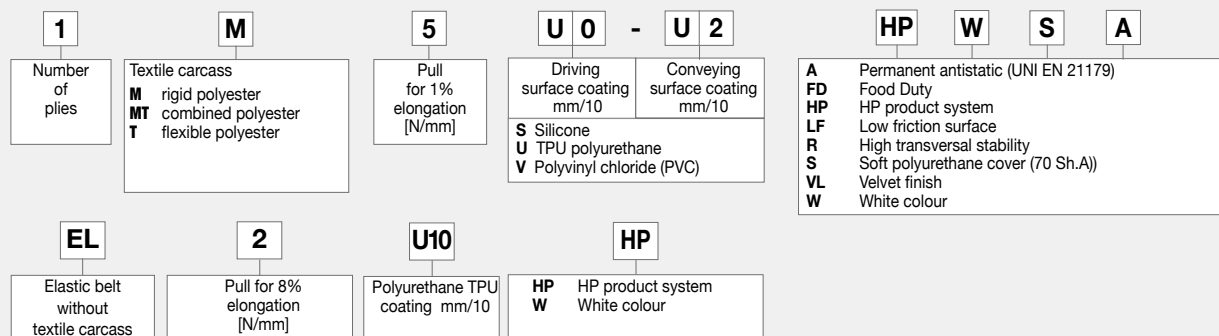 1 M 5 U 0 - U 2 HP W S A
Number
of
plies
Textile carcass
M rigid polyester
MT combined polyester
T flexible polyester
Pull
for 1%
elongation
[N/mm]
Driving
surface coating
mm/10
Conveying
surface coating
mm/10
S Silicone
U TPU polyurethane
V Polyvinyl chloride (PVC)
A Permanent antistatic (UNI EN 21179)
FD Food Duty
HP HP product system
LF Low friction surface
R High transversal stability
S Soft polyurethane cover (70 Sh.A))
VL Velvet finish
W White colour
EL 2 U10 HP
Elastic belt
without
textile carcass
Pull for 8%
elongation
[N/mm]
Polyurethane TPU
coating mm/10
HP HP product system
W White colour